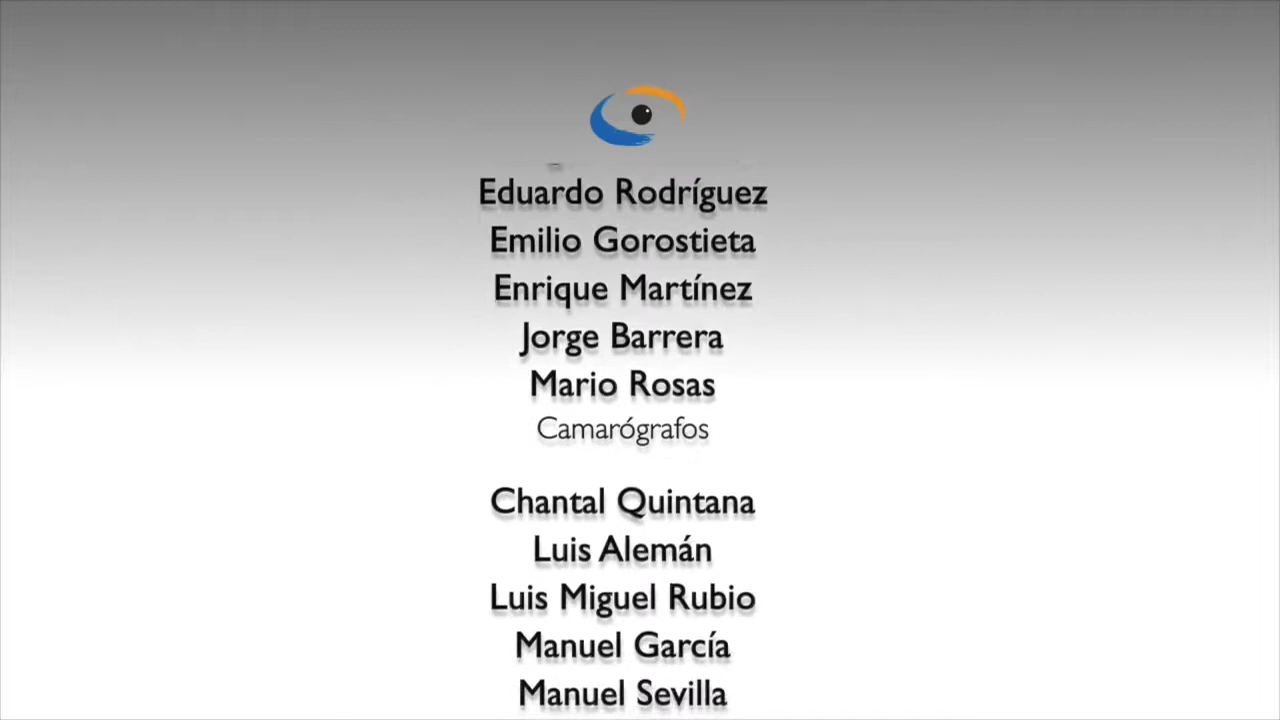 Eduardo Rodríguez
Emilio Gorostieta
Enrique Martínez
Jorge Barrera
Mario Rosas
Camarógrafos
Chantal Quintana
Luis Alemán
Luis Miguel Rubio
Manuel García
Manuel Sevilla